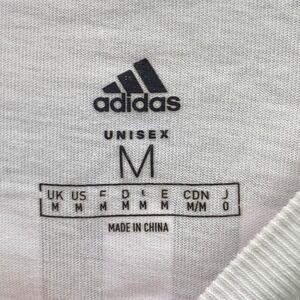 adidas
UNISEX
M
UK US F D I E CDN J
M M M M M M M/M O
MADE IN CHINA